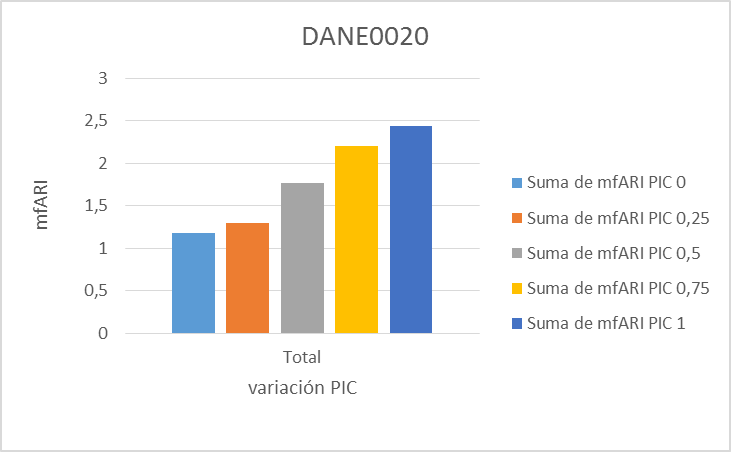 DANE0020
3
2,5
2
1,5
1
0,5
0
mfARI
Total
variación PIC
Suma de mfARI PIC 0
Suma de mfARI PIC 0,25
Suma de mfARI PIC 0,5
Suma de mfARI PIC 0,75
Suma de mfARI PIC 1